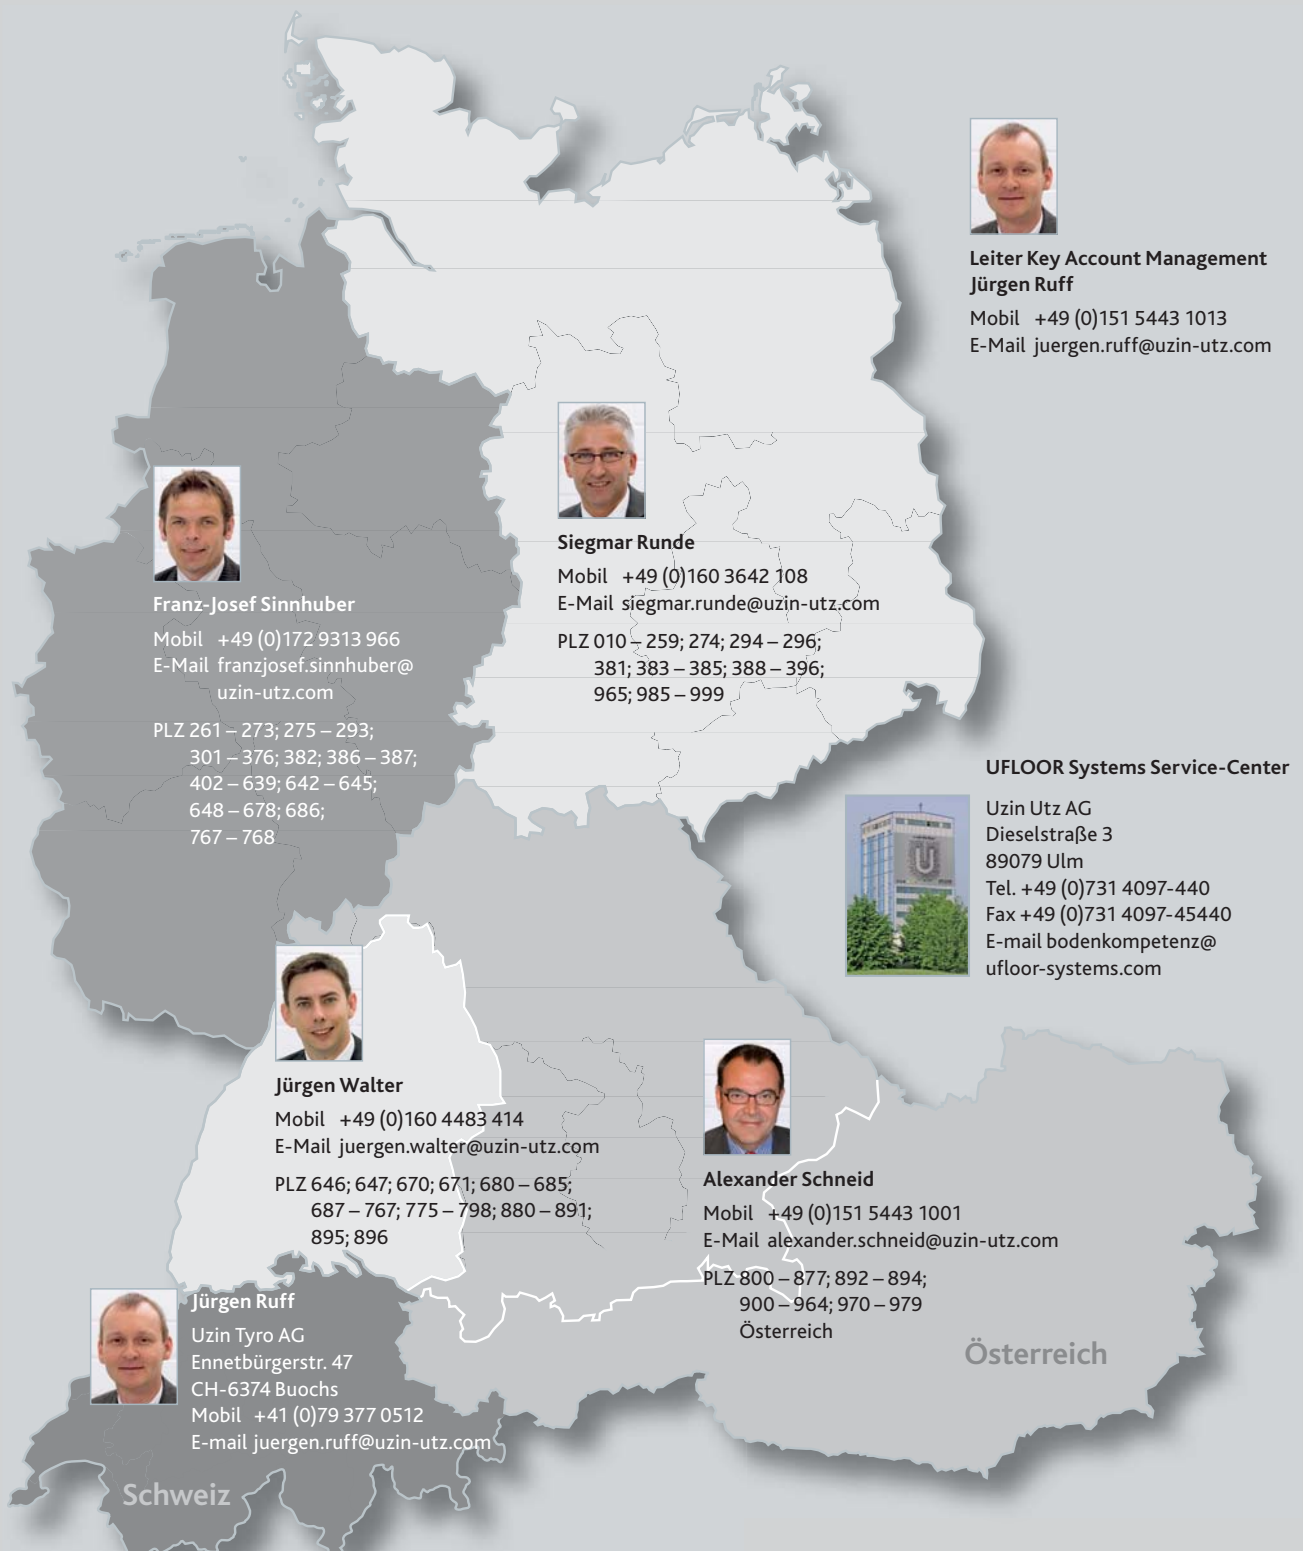 Leiter Key Account Management
Jürgen Ruff
Mobil +49 (0)151 5443 1013
E-Mail juergen.ruff@uzin-utz.com
Siegmar Runde
Mobil +49 (0)160 3642 108
E-Mail siegmar.runde@uzin-utz.com
PLZ 010 – 259; 274; 294 – 296;
381; 383 – 385; 388 – 396;
965; 985 – 999
Franz-Josef Sinnhuber
Mobil +49 (0)172 9313 966
E-Mail franzjosef.sinnhuber@
uzin-utz.com
PLZ 261 – 273; 275 – 293;
301 – 376; 382; 386 – 387;
402 – 639; 642 – 645;
648 – 678; 686;
767 – 768
UFLOOR Systems Service-Center
Uzin Utz AG
Dieselstraße 3
89079 Ulm
Tel. +49 (0)731 4097-440
Fax +49 (0)731 4097-45440
E-mail bodenkompetenz@
ufloor-systems.com
U
Jürgen Walter
Mobil +49 (0)160 4483 414
E-Mail juergen.walter@uzin-utz.com
PLZ 646; 647; 670; 671; 680 – 685;
687 – 767; 775 – 798; 880 – 891;
895; 896
Alexander Schneid
Mobil +49 (0)151 5443 1001
E-Mail alexander.schneid@uzin-utz.com
PLZ 800 – 877; 892 – 894;
900 – 964; 970 – 979
Österreich
Österreich
Jürgen Ruff
Uzin Tyro AG
Ennetbürgerstr. 47
CH-6374 Buochs
Mobil +41 (0)79 377 0512
E-mail juergen.ruff@uzin-utz.com
Schweiz